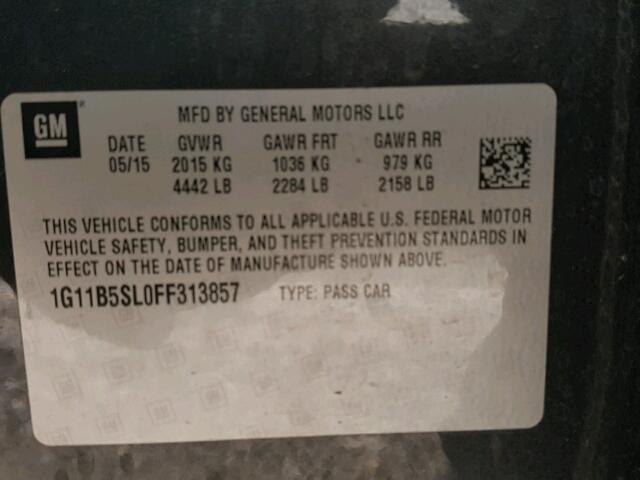 GM
MFD BY GENERAL MOTORS LLC
DATE GVWR GAWR FRT GAWR RR
05/15 2015 KG 1036 KG 979 KG
4442 LB 2284 LB 2158 LB
THIS VEHICLE CONFORMS TO ALL APPLICABLE U.S. FEDERAL MOTOR
VEHICLE SAFETY, BUMPER, AND THEFT PREVENTION STANDARDS IN
EFFECT ON THE DATE OF MANUFACTURE SHOWN ABOVE.
1G11B5SL0FF313857 TYPE: PASS CAR